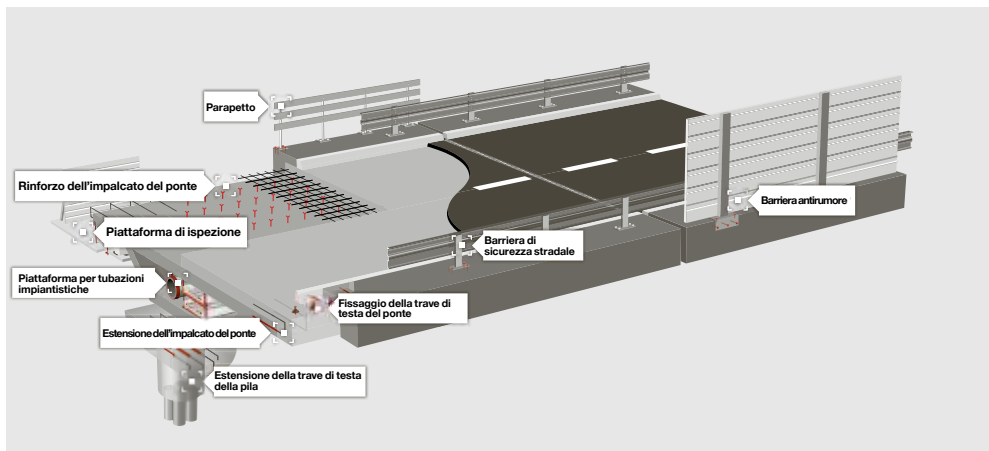 Parapetto
Rinforzo dell'impalcato del ponte
Piattaforma di ispezione
Barriera antirumore
Barriera di
sicurezza stradale
Piattaforma per tubazioni
impiantistiche
Fissaggio della trave di
testa del ponte
Estensione dell'impalcato del ponte
Estensione della trave di testa
della pila